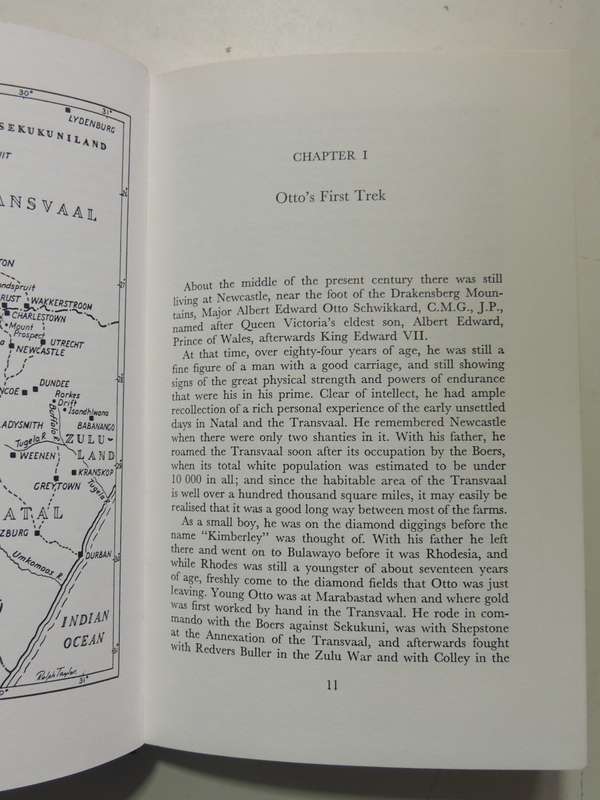 30°
31°
LYDENBURG
SEKUKUNILAND
ANSVAAL
ndspruit
RUST
WAKKERSTROOM
CHARLESTOWN
Mount
Prospect
UTRECHT
NEWCASTLE
DUNDEE
Rorkes
Drift
Isandhlwana
Buffalo R.
BABANANGO
LADYSMITH
ZULU-
LAND
Tugela R.
WEENEN
KRANSKOP
GREYTOWN
Tugela R.
ATAL
DURBAN
Umkomaas R.
INDIAN
OCEAN
Ralph Taylor
31°
CHAPTER I
Otto's First Trek
About the middle of the present century there was still
living at Newcastle, near the foot of the Drakensberg Moun-
tains, Major Albert Edward Otto Schwikkard, C.M.G., J.P.,
named after Queen Victoria's eldest son, Albert Edward,
Prince of Wales, afterwards King Edward VII.
At that time, over eighty-four years of age, he was still a
fine figure of a man with a good carriage, and still showing
signs of the great physical strength and powers of endurance
that were his in his prime. Clear of intellect, he had ample
recollection of a rich personal experience of the early unsettled
days in Natal and the Transvaal. He remembered Newcastle
when there were only two shanties in it. With his father, he
roamed the Transvaal soon after its occupation by the Boers,
when its total white population was estimated to be under
10 000 in all; and since the habitable area of the Transvaal
is well over a hundred thousand square miles, it may easily be
realised that it was a good long way between most of the farms.
As a small boy, he was on the diamond diggings before the
name "Kimberley" was thought of. With his father he left
there and went on to Bulawayo before it was Rhodesia, and
while Rhodes was still a youngster of about seventeen years
of age, freshly come to the diamond fields that Otto was just
leaving. Young Otto was at Marabastad when and where gold
was first worked by hand in the Transvaal. He rode in com-
mando with the Boers against Sekukuni, was with Shepstone
at the Annexation of the Transvaal, and afterwards fought
with Redvers Buller in the Zulu War and with Colley in the
11